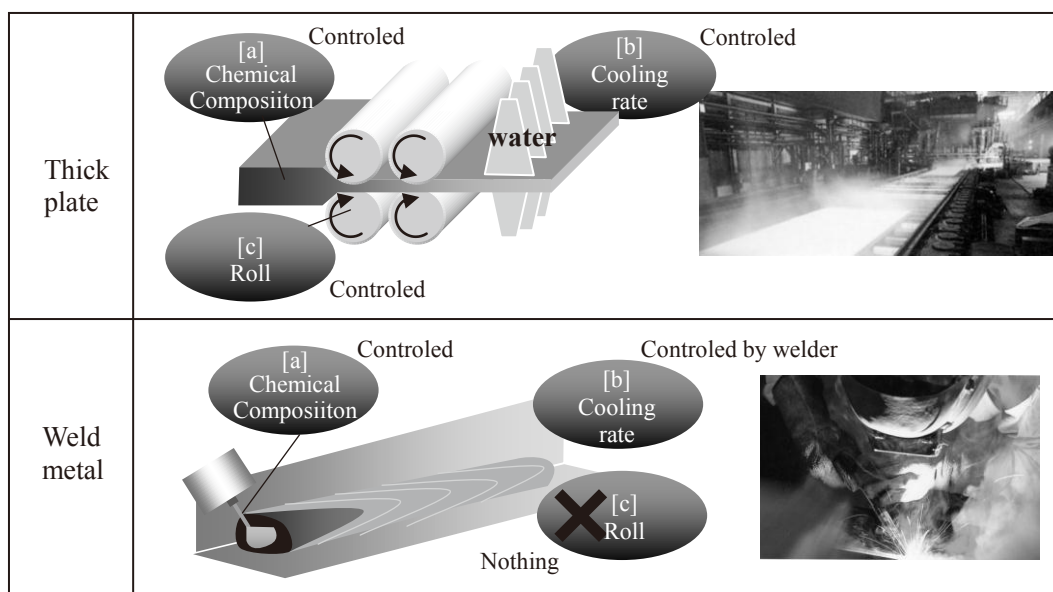 Thick
plate
[a]
Chemical
Composiiton
Controled
[b]
Cooling
rate
Controled
water
[c]
Roll
Controled
Weld
metal
[a]
Chemical
Composiiton
Controled
Controled by welder
[b]
Cooling
rate
[c]
Roll
Nothing